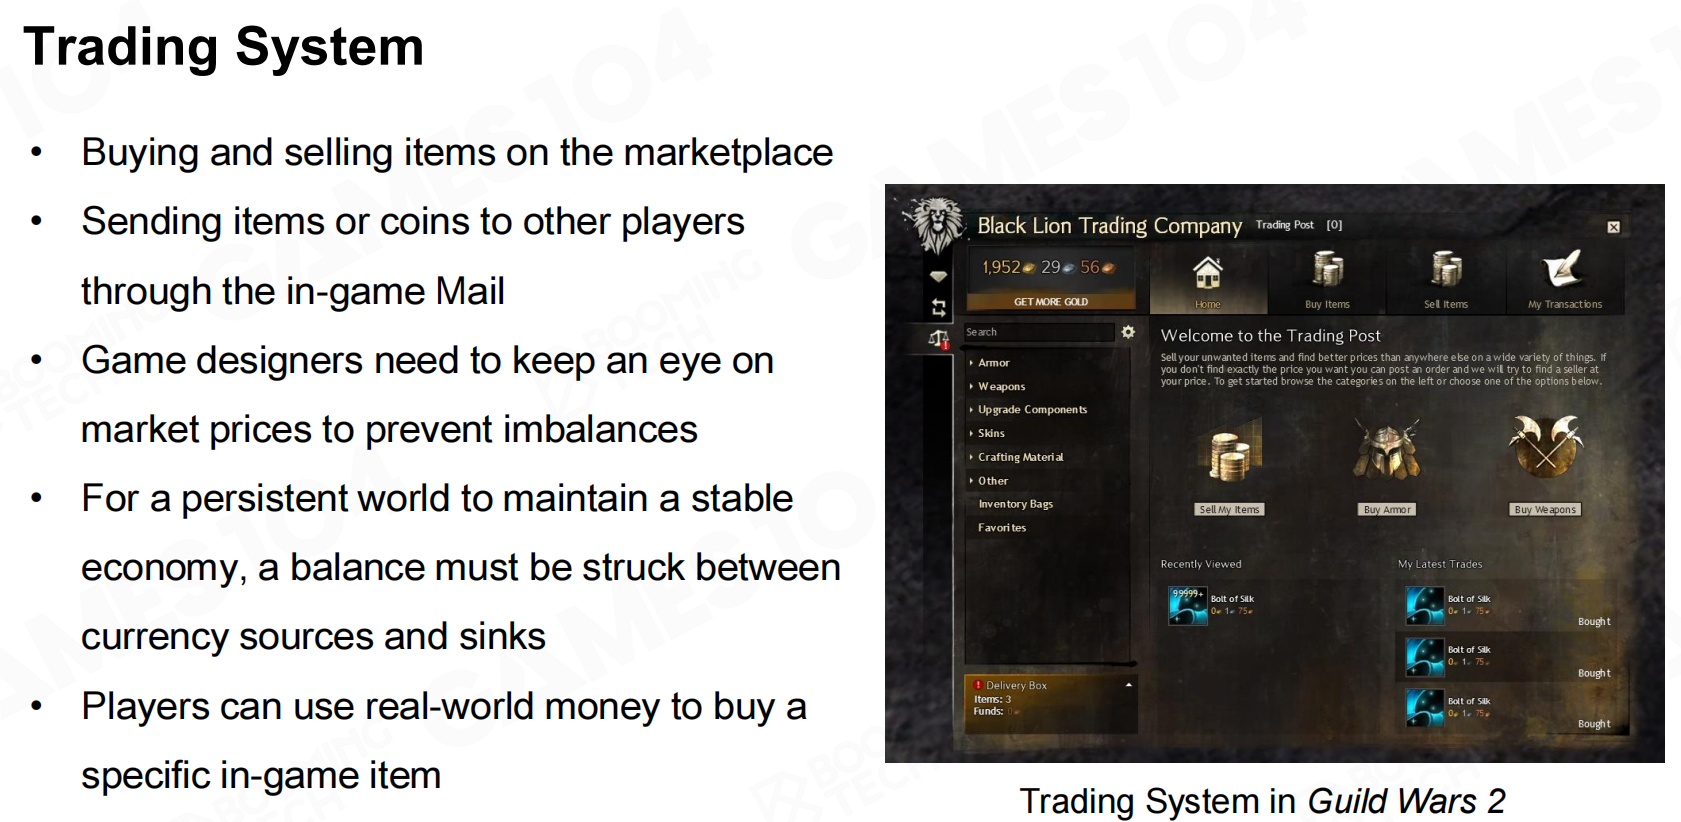 Trading System
• Buying and selling items on the marketplace
• Sending items or coins to other players
through the in-game Mail
• Game designers need to keep an eye on
market prices to prevent imbalances
• For a persistent world to maintain a stable
economy, a balance must be struck between
currency sources and sinks
• Players can use real-world money to buy a
specific in-game item
Black Lion Trading Company Trading Post [0]
1,952 29 56
GET MORE GOLD
Home
Buy Items
Sell Items
My Transactions
Search
Armor
Weapons
Upgrade Components
Skins
Crafting Material
Other
Inventory Bags
Favorites
Delivery Box
Items: 3
Funds: 0
Welcome to the Trading Post
Sell your unwanted items and find better prices than anywhere else on a wide variety of things. If
you don't find exactly the price you want you can post an order and we will try to find a seller at
your price. To get started browse the categories on the left or choose one of the options below.
Sell My Items
Buy Armor
Buy Weapons
Recently Viewed
99999+
Bolt of Silk
0 1 75
My Latest Trades
Bolt of Silk
0 1 75
Bought
Bolt of Silk
0 1 75
Bought
Bolt of Silk
0 1 75
Bought
Trading System in Guild Wars 2
GAMES104
BOOMING
TECH